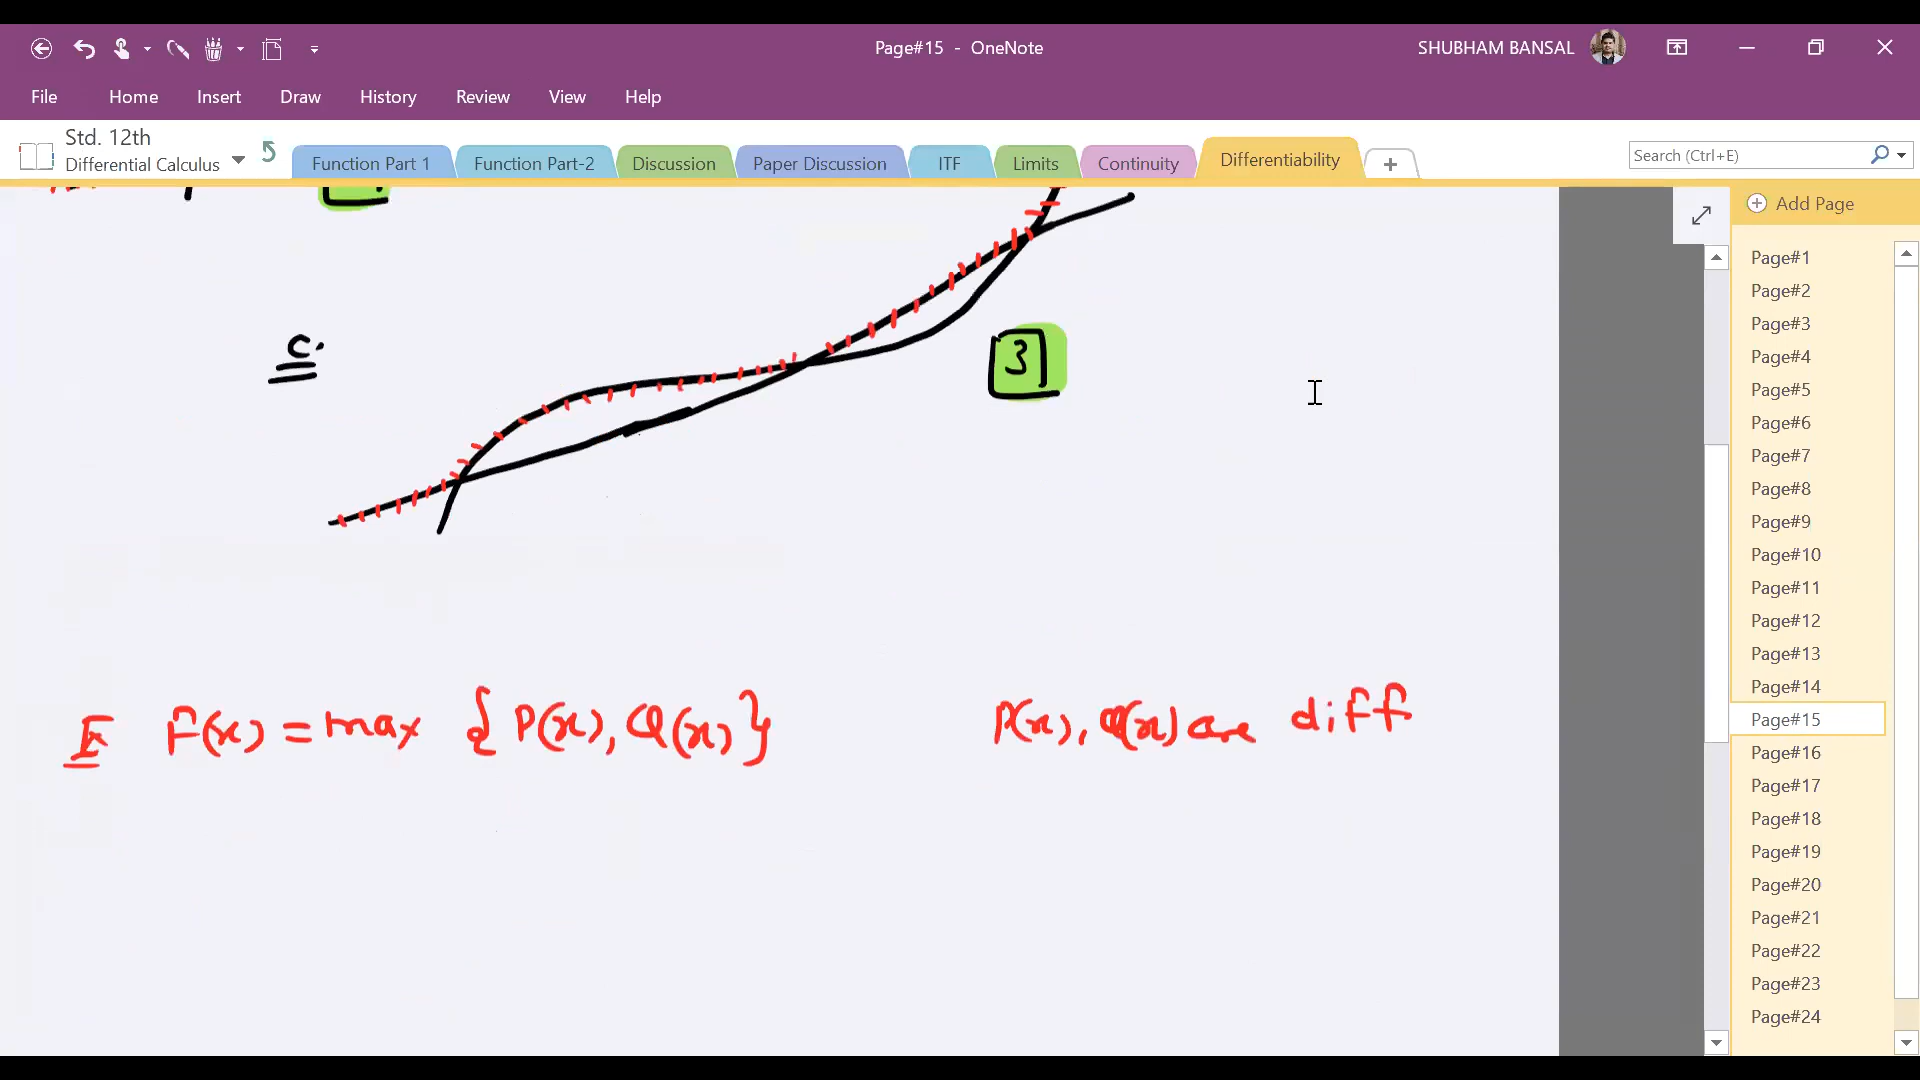 Page#15 - OneNote
SHUBHAM BANSAL
File Home Insert Draw History Review View Help
Std. 12th
Differential Calculus
Function Part 1 Function Part-2 Discussion Paper Discussion ITF Limits Continuity Differentiability
Search (Ctrl+E)
Add Page
Page#1
Page#2
Page#3
Page#4
Page#5
Page#6
Page#7
Page#8
Page#9
Page#10
Page#11
Page#12
Page#13
Page#14
Page#15
Page#16
Page#17
Page#18
Page#19
Page#20
Page#21
Page#22
Page#23
Page#24
C.
3
F(x) = max {P(x), Q(x)} P(x), Q(x) are diff